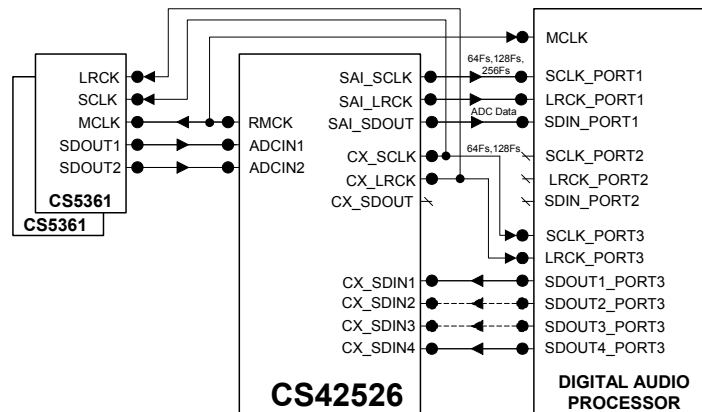 LRCK
SCLK
MCLK
SDOUT1
SDOUT2
CS5361
CS5361
RMCK
ADCIN1
ADCIN2
SAI_SCLK
SAI_LRCK
SAI_SDOUT
CX_SCLK
CX_LRCK
CX_SDOUT
CX_SDIN1
CX_SDIN2
CX_SDIN3
CX_SDIN4
CS42526
64Fs,128Fs,
256Fs
ADC Data
64Fs,128Fs
MCLK
SCLK_PORT1
LRCK_PORT1
SDIN_PORT1
SCLK_PORT2
LRCK_PORT2
SDIN_PORT2
SCLK_PORT3
LRCK_PORT3
SDOUT1_PORT3
SDOUT2_PORT3
SDOUT3_PORT3
SDOUT4_PORT3
DIGITAL AUDIO
PROCESSOR